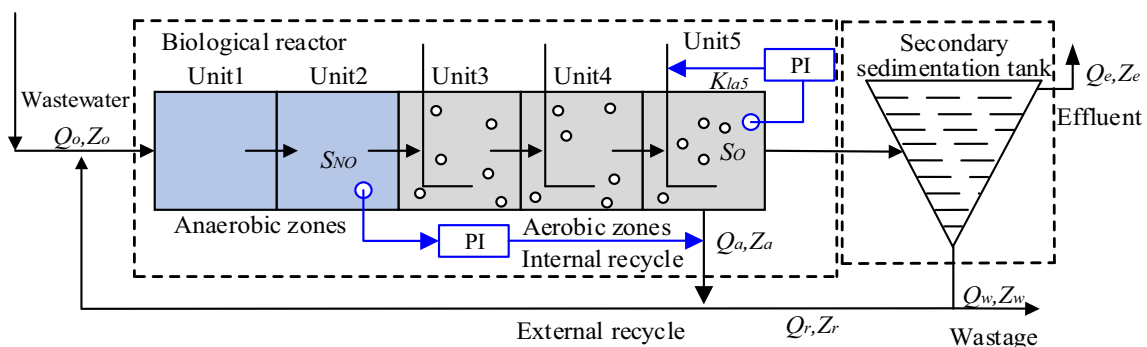 Biological reactor
Unit1
Unit2
Unit3
Unit4
Unit5
PI
Kla5
Secondary
sedimentation tank
Qe,Ze
Effluent
Wastewater
Qo,Zo
SNO
SO
Anaerobic zones
PI
Aerobic zones
Internal recycle
Qa,Za
External recycle
Qr,Zr
Qw,Zw
Wastage